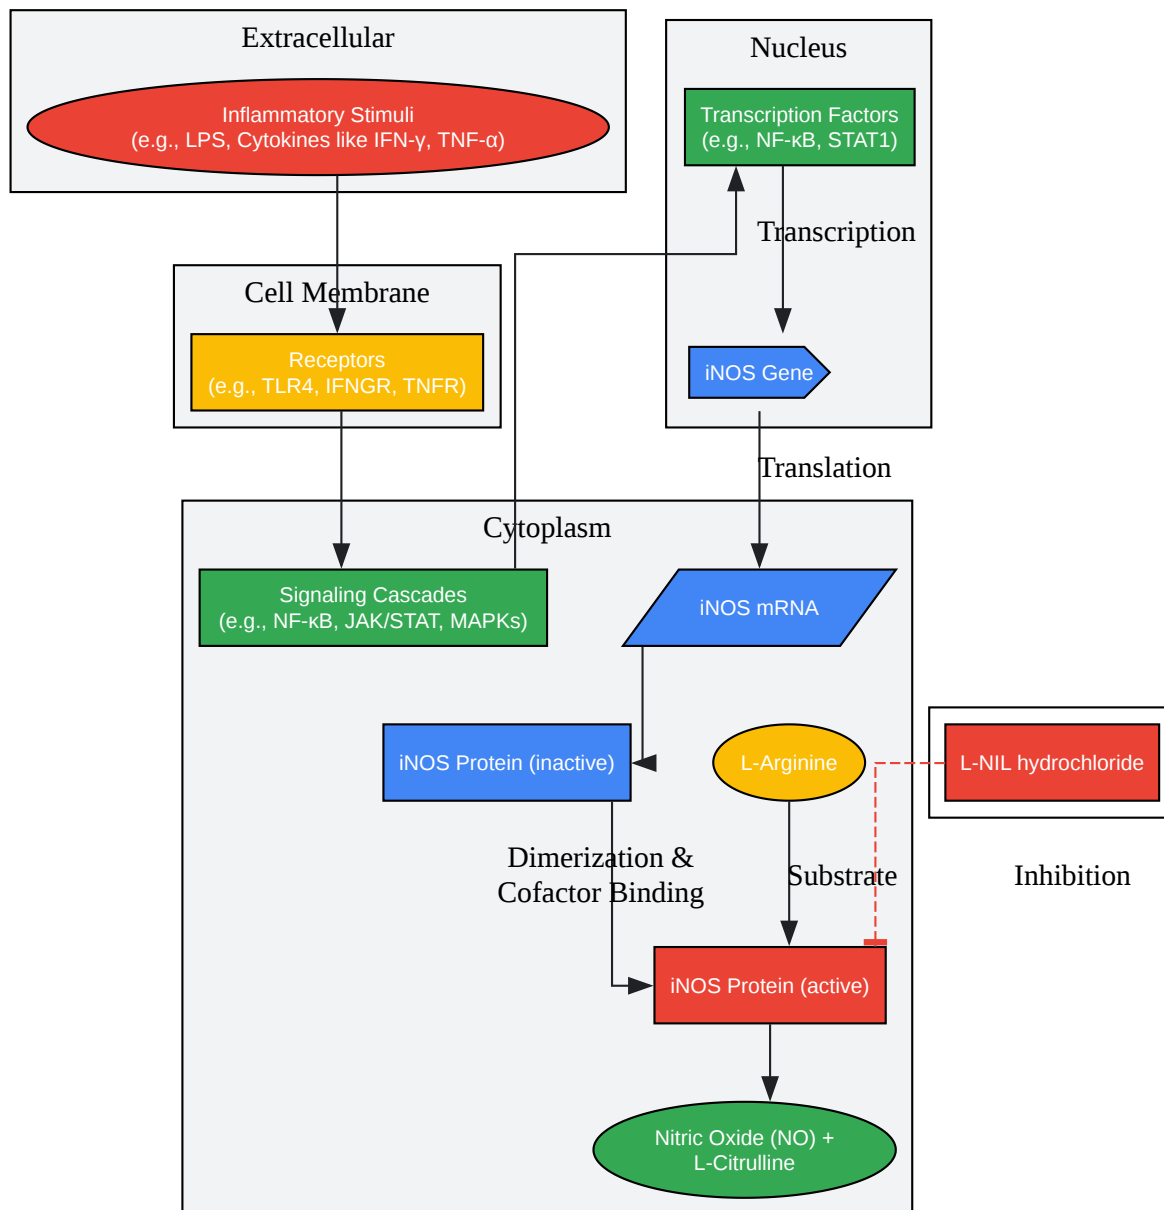 Extracellular
Inflammatory Stimuli
(e.g., LPS, Cytokines like IFN-γ, TNF-α)
Nucleus
Transcription Factors
(e.g., NF-κB, STAT1)
Transcription
Cell Membrane
Receptors
(e.g., TLR4, IFNGR, TNFR)
iNOS Gene
Translation
Cytoplasm
Signaling Cascades
(e.g., NF-κB, JAK/STAT, MAPKs)
iNOS mRNA
iNOS Protein (inactive)
L-Arginine
L-NIL hydrochloride
Dimerization &
Cofactor Binding
Substrate
Inhibition
iNOS Protein (active)
Nitric Oxide (NO) +
L-Citrulline